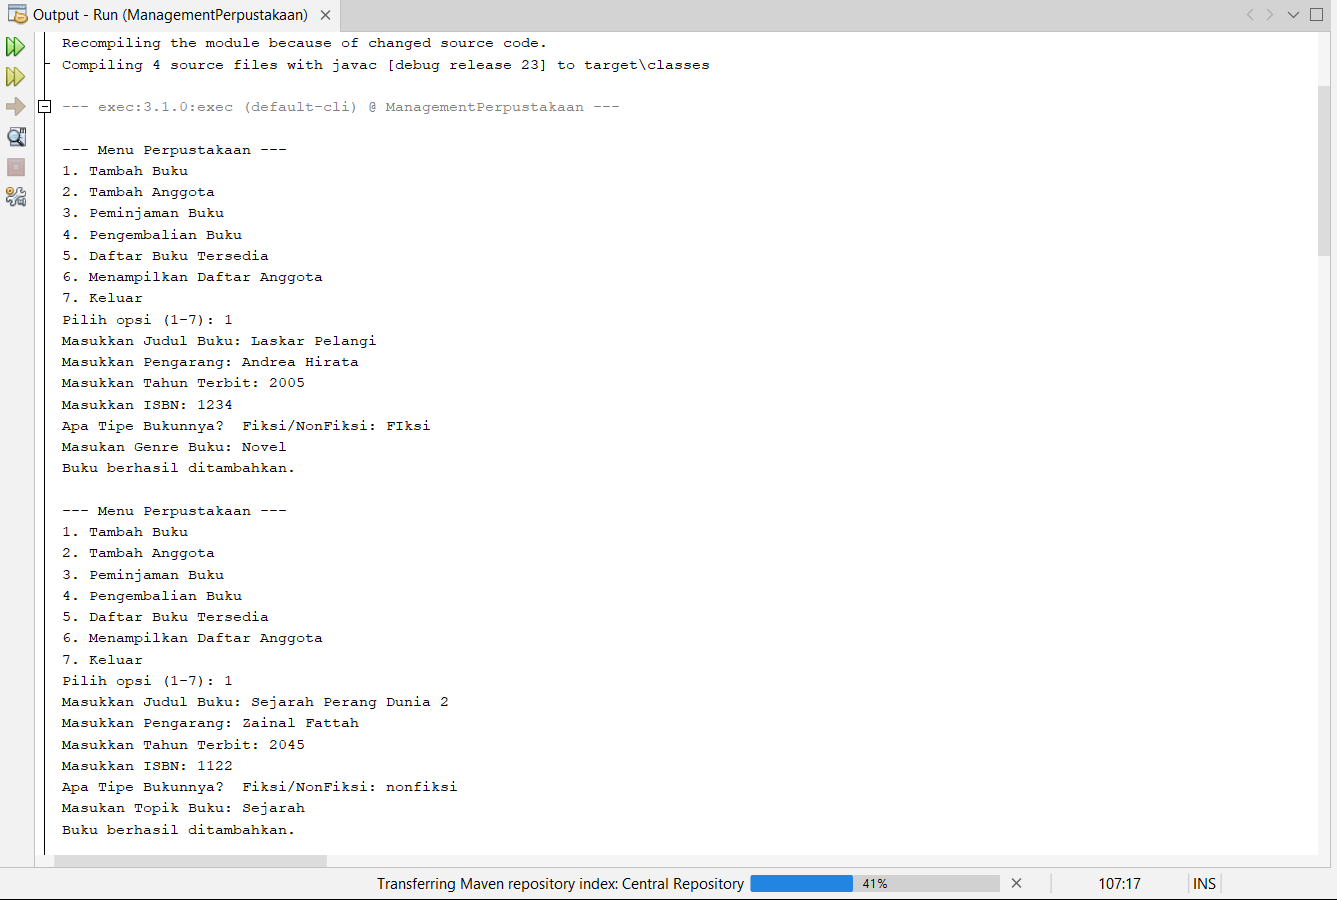 Output - Run (ManagementPerpustakaan)
Recompiling the module because of changed source code.
Compiling 4 source files with javac [debug release 23] to target\classes
--- exec:3.1.0:exec (default-cli) @ ManagementPerpustakaan ---
--- Menu Perpustakaan ---
1. Tambah Buku
2. Tambah Anggota
3. Peminjaman Buku
4. Pengembalian Buku
5. Daftar Buku Tersedia
6. Menampilkan Daftar Anggota
7. Keluar
Pilih opsi (1-7): 1
Masukkan Judul Buku: Laskar Pelangi
Masukkan Pengarang: Andrea Hirata
Masukkan Tahun Terbit: 2005
Masukkan ISBN: 1234
Apa Tipe Bukunnya?  Fiksi/NonFiksi: FIksi
Masukan Genre Buku: Novel
Buku berhasil ditambahkan.
--- Menu Perpustakaan ---
1. Tambah Buku
2. Tambah Anggota
3. Peminjaman Buku
4. Pengembalian Buku
5. Daftar Buku Tersedia
6. Menampilkan Daftar Anggota
7. Keluar
Pilih opsi (1-7): 1
Masukkan Judul Buku: Sejarah Perang Dunia 2
Masukkan Pengarang: Zainal Fattah
Masukkan Tahun Terbit: 2045
Masukkan ISBN: 1122
Apa Tipe Bukunnya?  Fiksi/NonFiksi: nonfiksi
Masukan Topik Buku: Sejarah
Buku berhasil ditambahkan.
Transferring Maven repository index: Central Repository 41% 107:17 INS